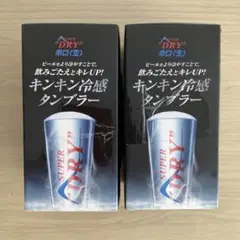 SUPER
"DRY"
辛口〈生〉
ビールをより冷やすことで、
飲みごたえとキレUP!
キンキン冷感
タンブラー
SUPER
"DRY"
SUPER
"DRY"
辛口〈生〉
ビールをより冷やすことで、
飲みごたえとキレUP!
キンキン冷感
タンブラー
SUPER
"DRY"